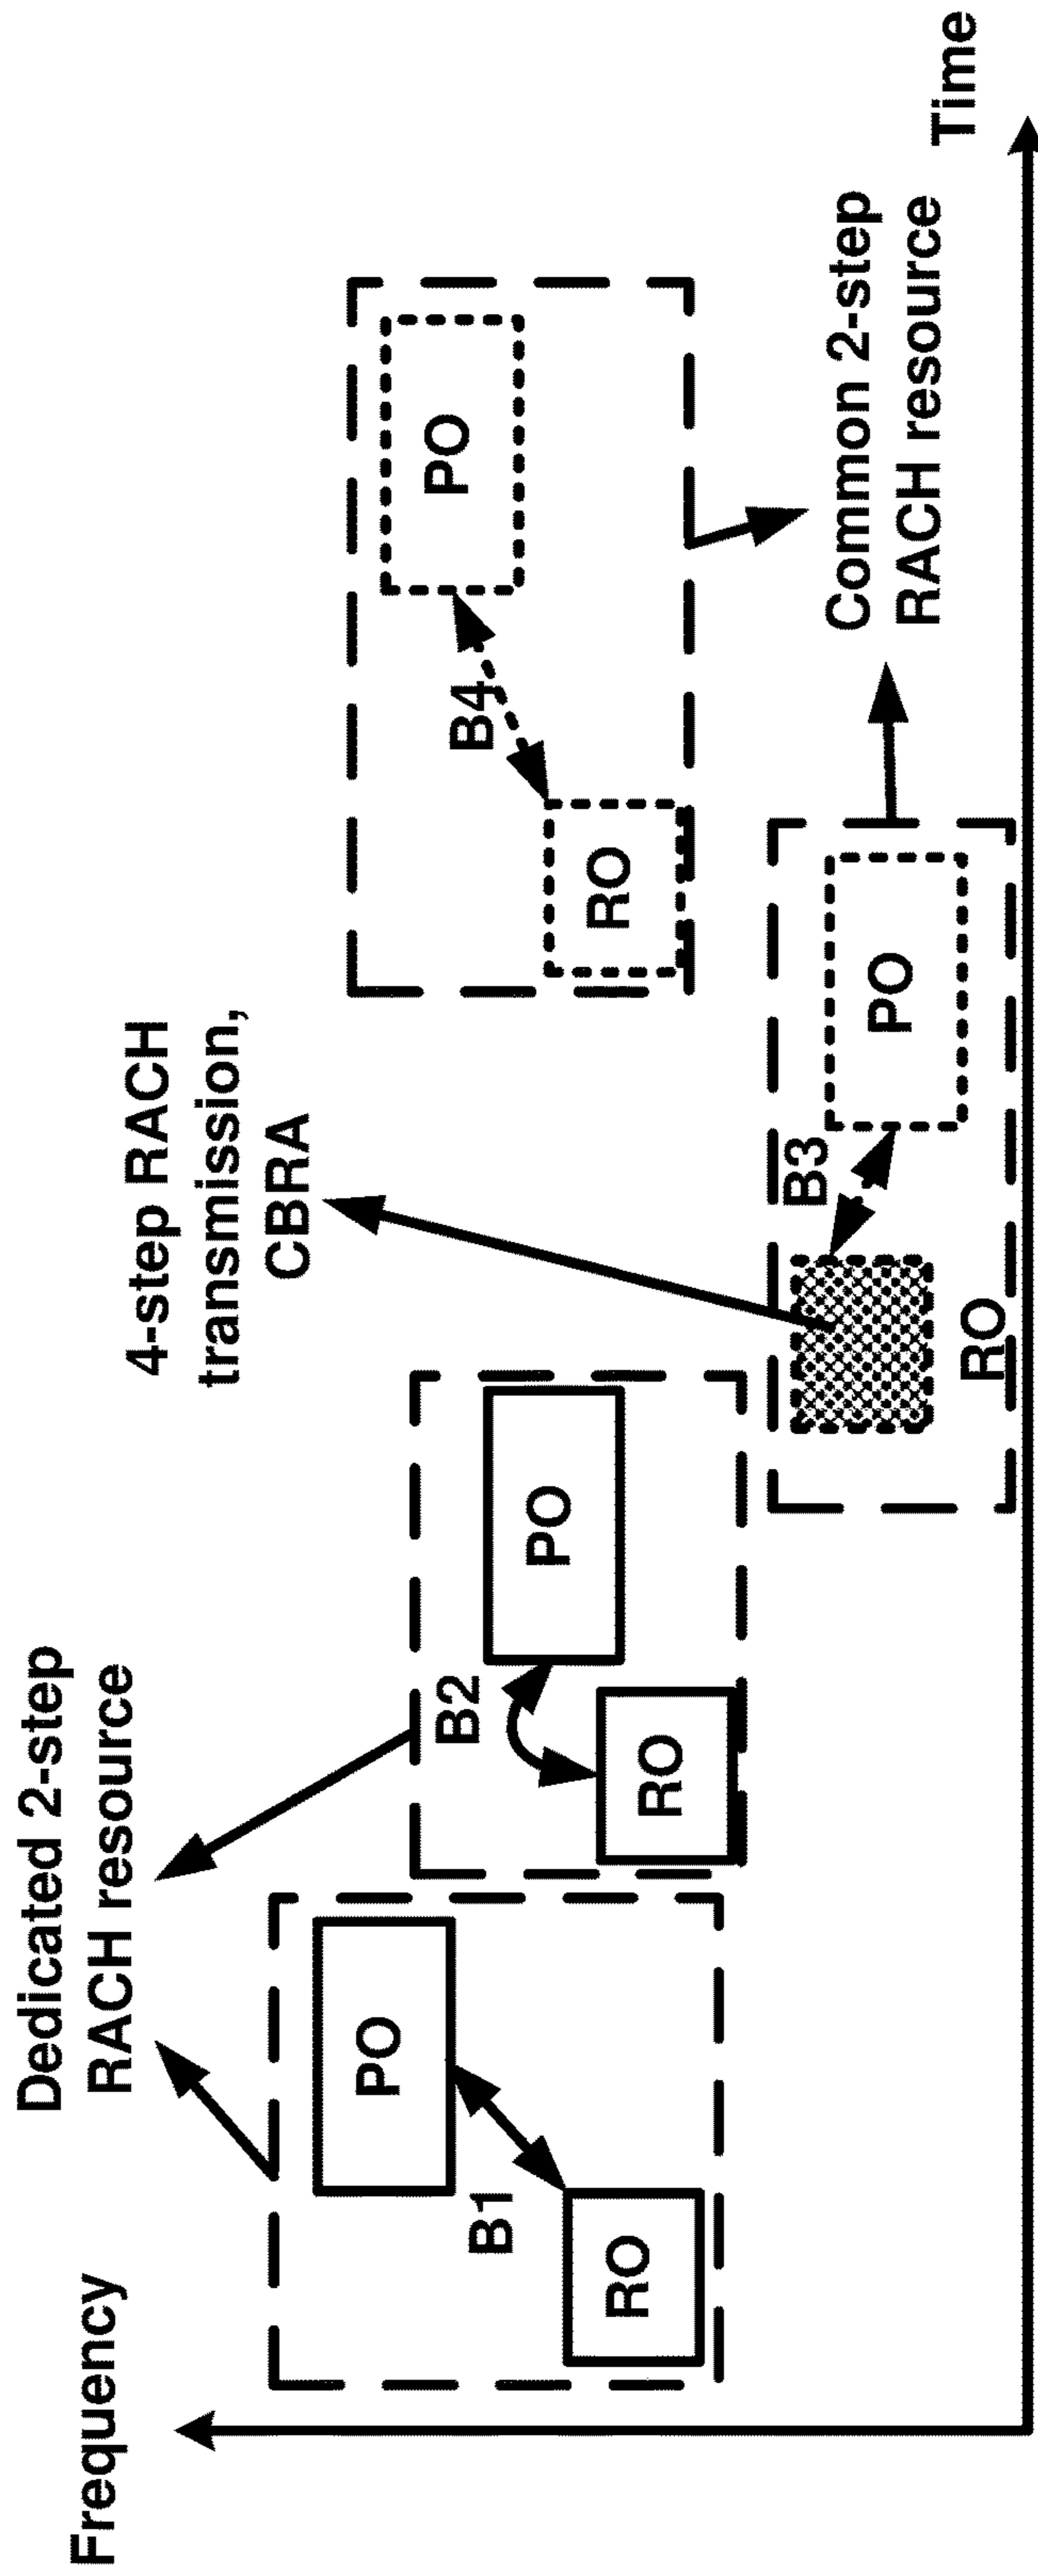 Frequency
Dedicated 2-step
RACH resource
4-step RACH
transmission,
CBRA
PO
B1
RO
B2
PO
RO
B4
PO
RO
B3
PO
RO
Common 2-step
RACH resource
Time